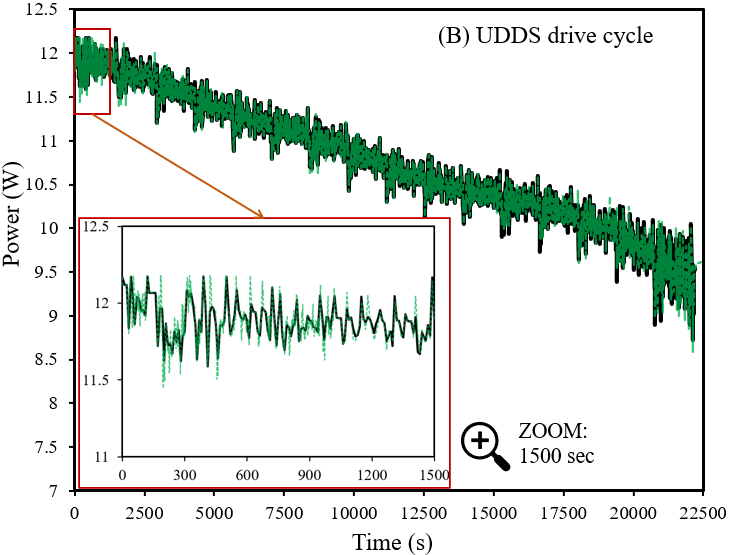 (B) UDDS drive cycle
Power (W)
12.5
12
11.5
11
10.5
10
9.5
9
8.5
8
7.5
7
12.5
12
11.5
11
0 300 600 900 1200 1500
ZOOM:
1500 sec
0 2500 5000 7500 10000 12500 15000 17500 20000 22500
Time (s)